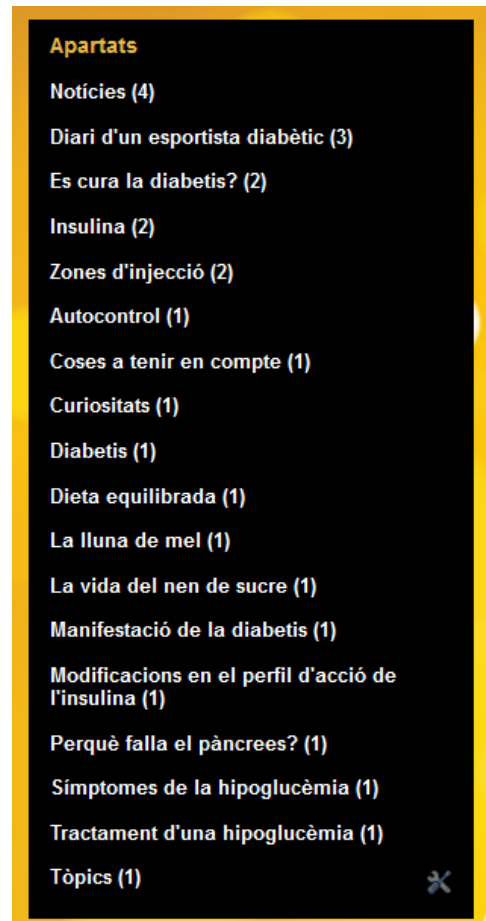 Apartats
Notícies (4)
Diari d'un esportista diabètic (3)
Es cura la diabetis? (2)
Insulina (2)
Zones d'injecció (2)
Autocontrol (1)
Coses a tenir en compte (1)
Curiositats (1)
Diabetis (1)
Dieta equilibrada (1)
La lluna de mel (1)
La vida del nen de sucre (1)
Manifestació de la diabetis (1)
Modificacions en el perfil d'acció de
l'insulina (1)
Perquè falla el pàncrees? (1)
Símptomes de la hipoglucèmia (1)
Tractament d'una hipoglucèmia (1)
Tòpics (1)